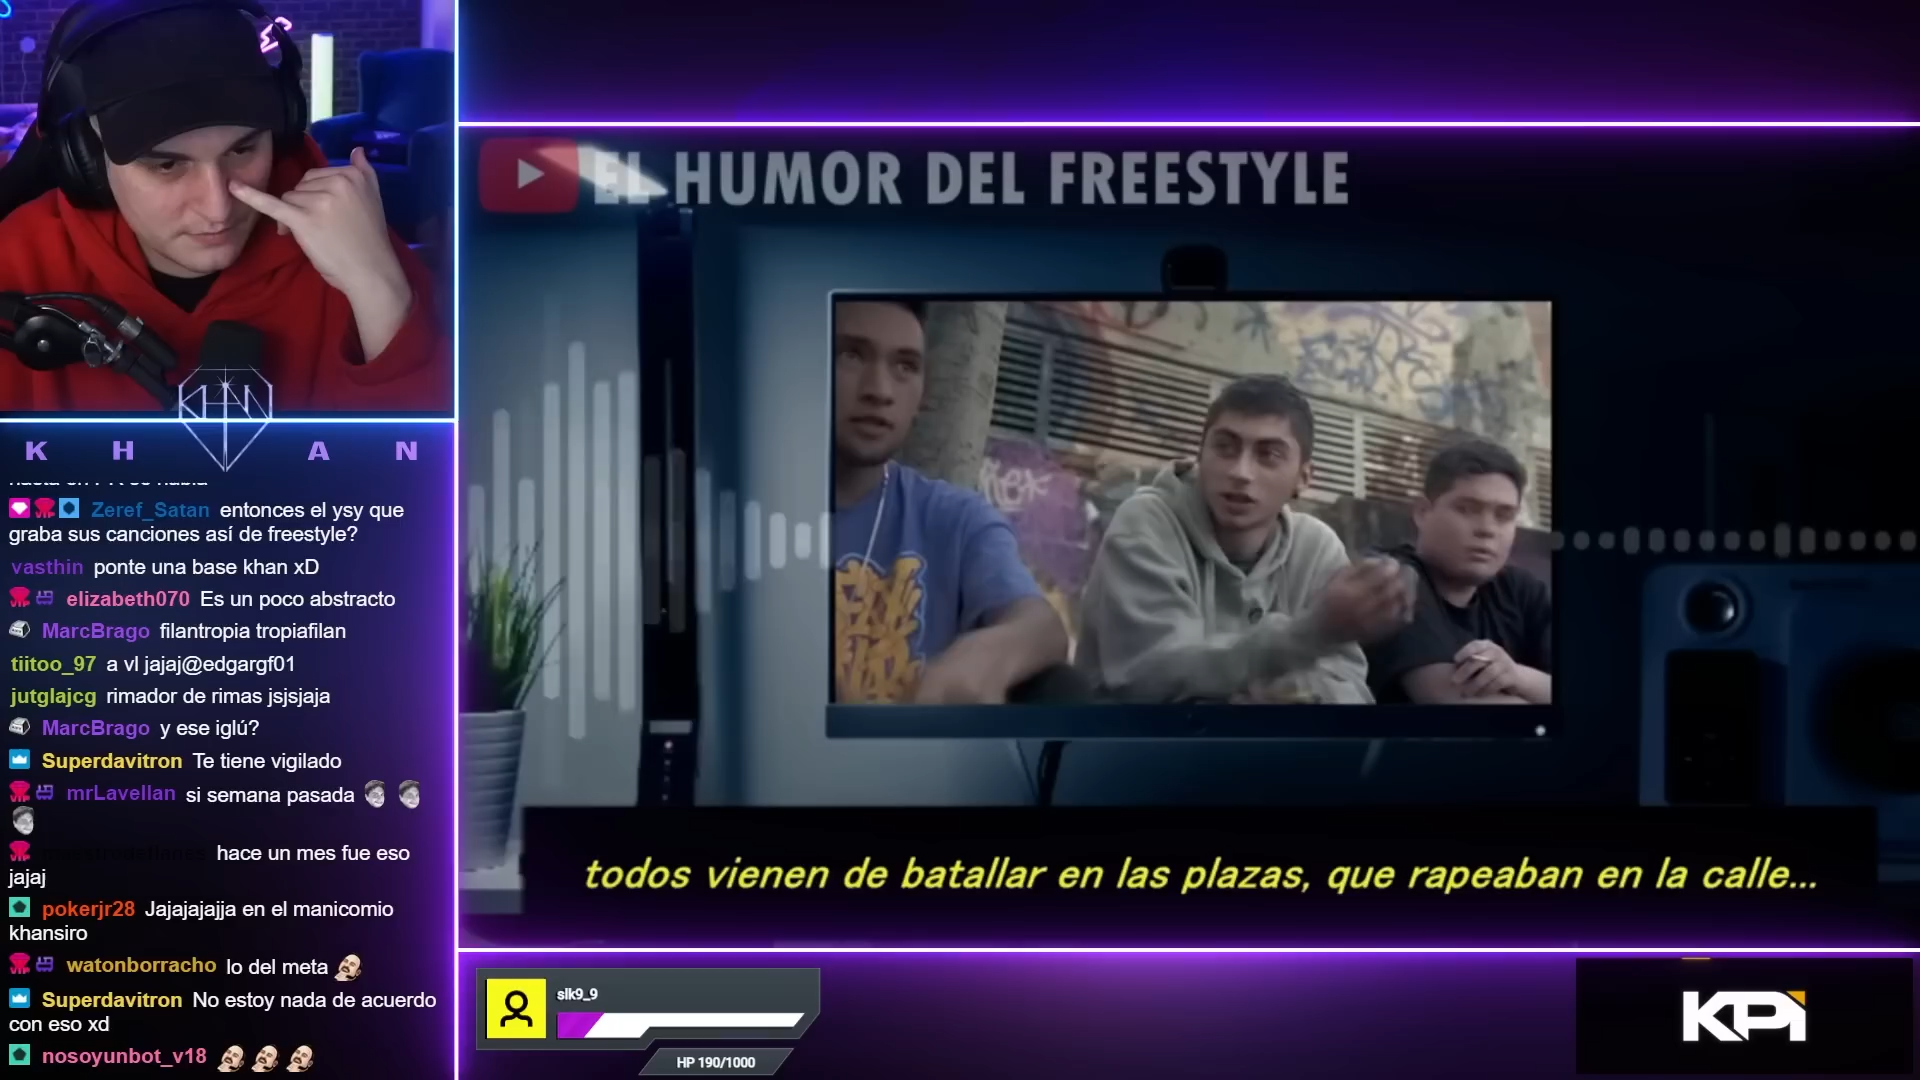 EL HUMOR DEL FREESTYLE
KHAN
K H A N
Zeref_Satan entonces el ysy que
graba sus canciones así de freestyle?
vasthin ponte una base khan xD
elizabeth070 Es un poco abstracto
MarcBrago filantropia tropiafilan
tiitoo_97 a vl jajaj@edgargf01
jutglajcg rimador de rimas jsjsjaja
MarcBrago y ese iglú?
Superdavitron Te tiene vigilado
mrLavellan si semana pasada
hace un mes fue eso
jajaj
pokerjr28 Jajajajajja en el manicomio
khansiro
watonborracho lo del meta
Superdavitron No estoy nada de acuerdo
con eso xd
nosoyunbot_v18
todos vienen de batallar en las plazas, que rapeaban en la calle...
slk9_9
HP 190/1000
KPi